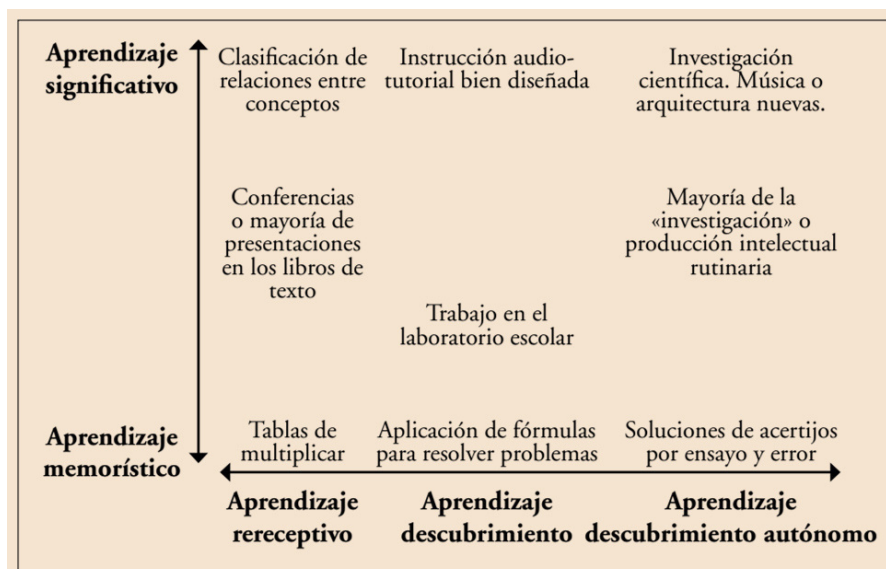 Aprendizaje
significativo
Clasificación de
relaciones entre
conceptos
Instrucción audio-
tutorial bien diseñada
Investigación
científica. Música o
arquitectura nuevas.
Conferencias
o mayoría de
presentaciones
en los libros de
texto
Mayoría de la
«investigación» o
producción intelectual
rutinaria
Trabajo en el
laboratorio escolar
Aprendizaje
memorístico
Tablas de
multiplicar
Aplicación de fórmulas
para resolver problemas
Soluciones de acertijos
por ensayo y error
Aprendizaje
rereceptivo
Aprendizaje
descubrimiento
Aprendizaje
descubrimiento autónomo